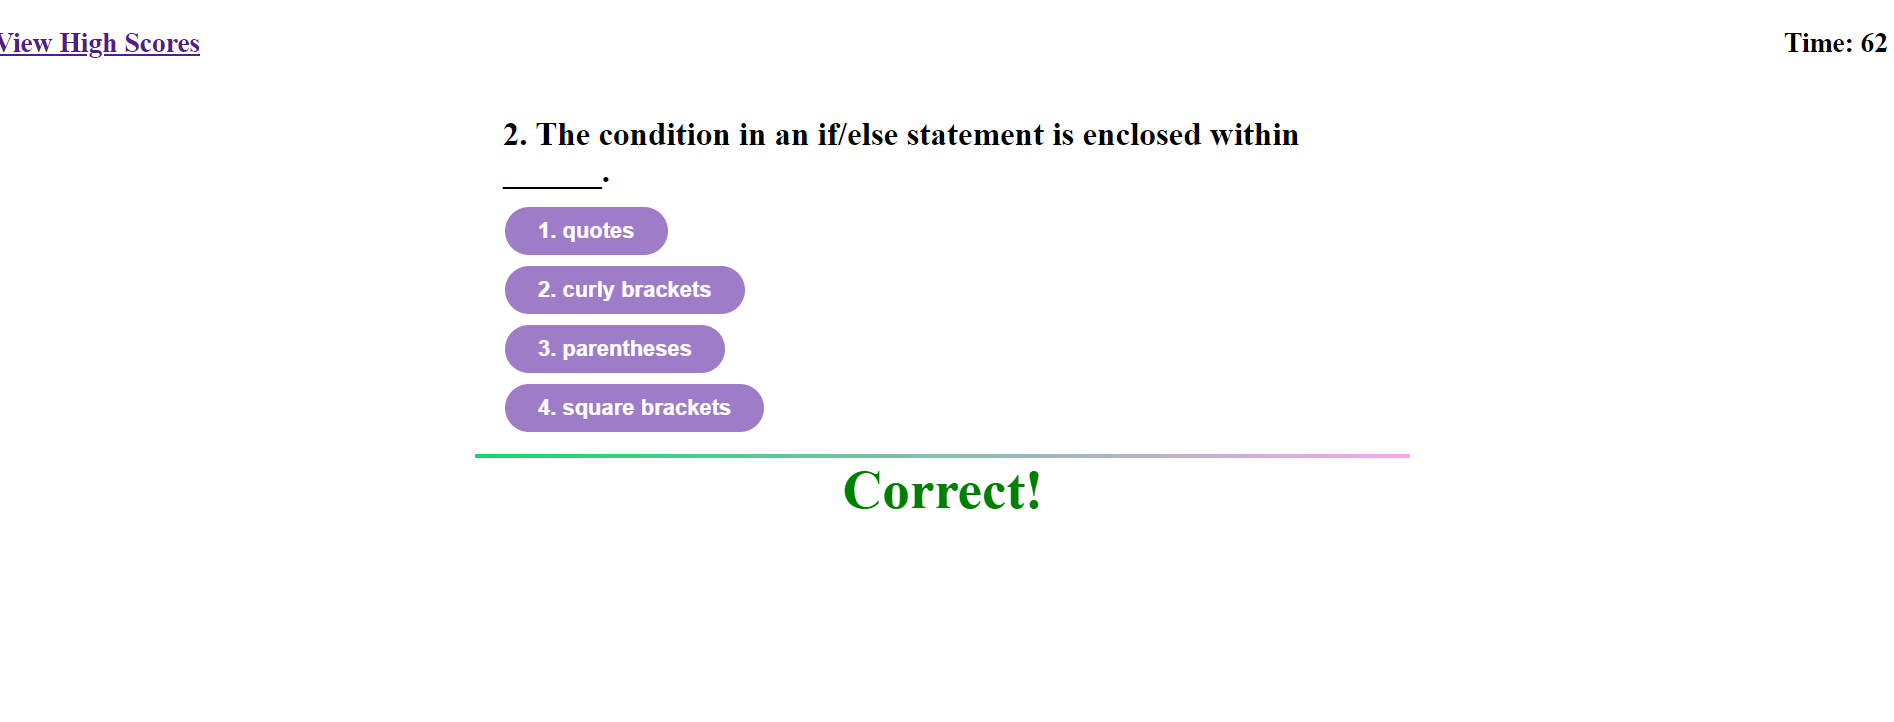 View High Scores
Time: 62
2. The condition in an if/else statement is enclosed within
______.
1. quotes
2. curly brackets
3. parentheses
4. square brackets
Correct!